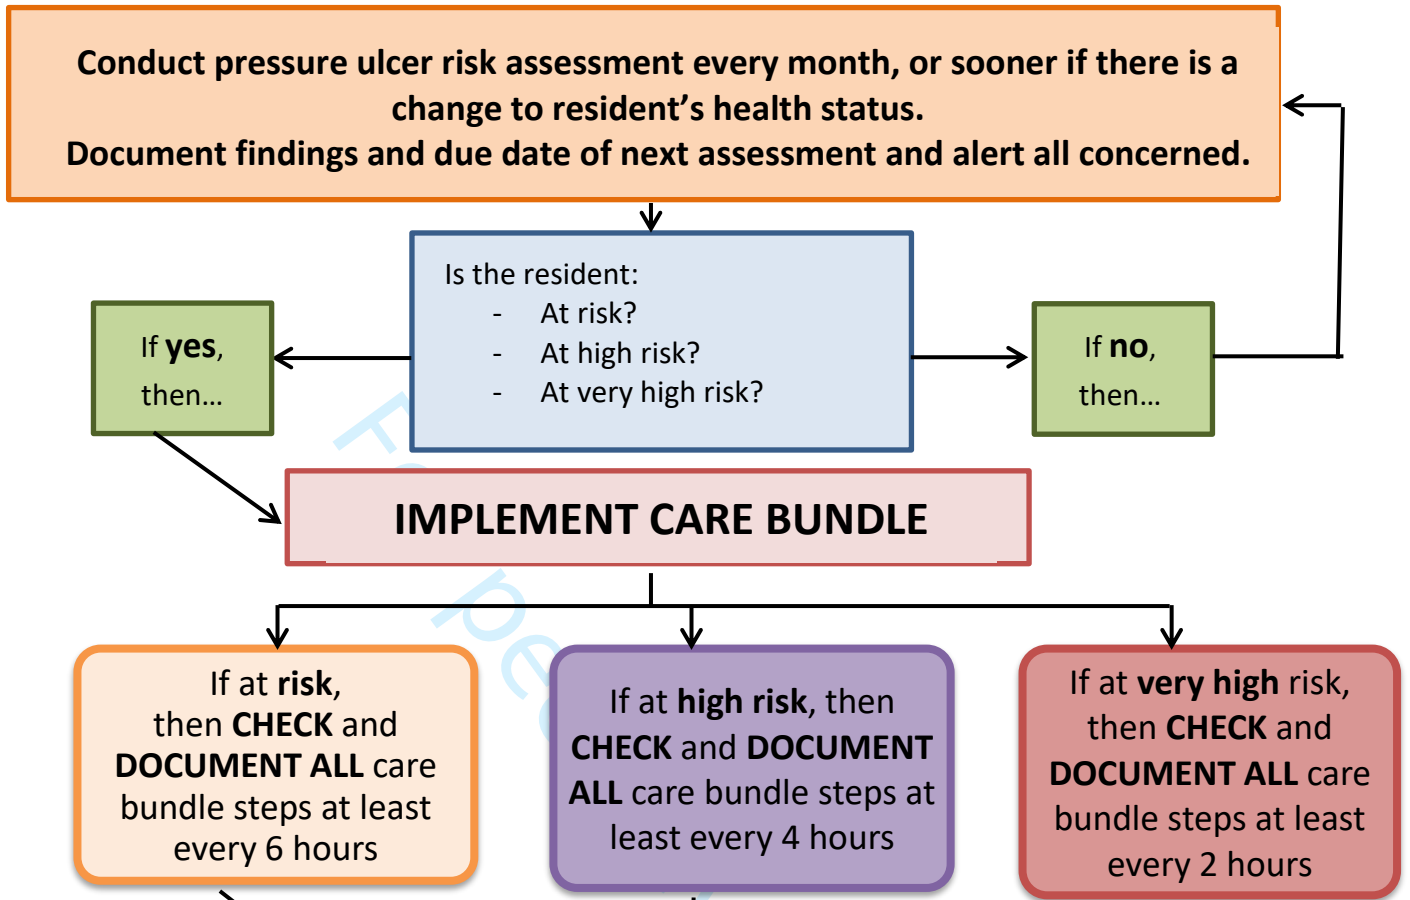 Conduct pressure ulcer risk assessment every month, or sooner if there is a
change to resident’s health status.
Document findings and due date of next assessment and alert all concerned.
Is the resident:
- At risk?
- At high risk?
- At very high risk?
If yes,
then…
If no,
then…
IMPLEMENT CARE BUNDLE
If at risk,
then CHECK and
DOCUMENT ALL care
bundle steps at least
every 6 hours
If at high risk, then
CHECK and DOCUMENT
ALL care bundle steps at
least every 4 hours
If at very high risk,
then CHECK and
DOCUMENT ALL care
bundle steps at least
every 2 hours